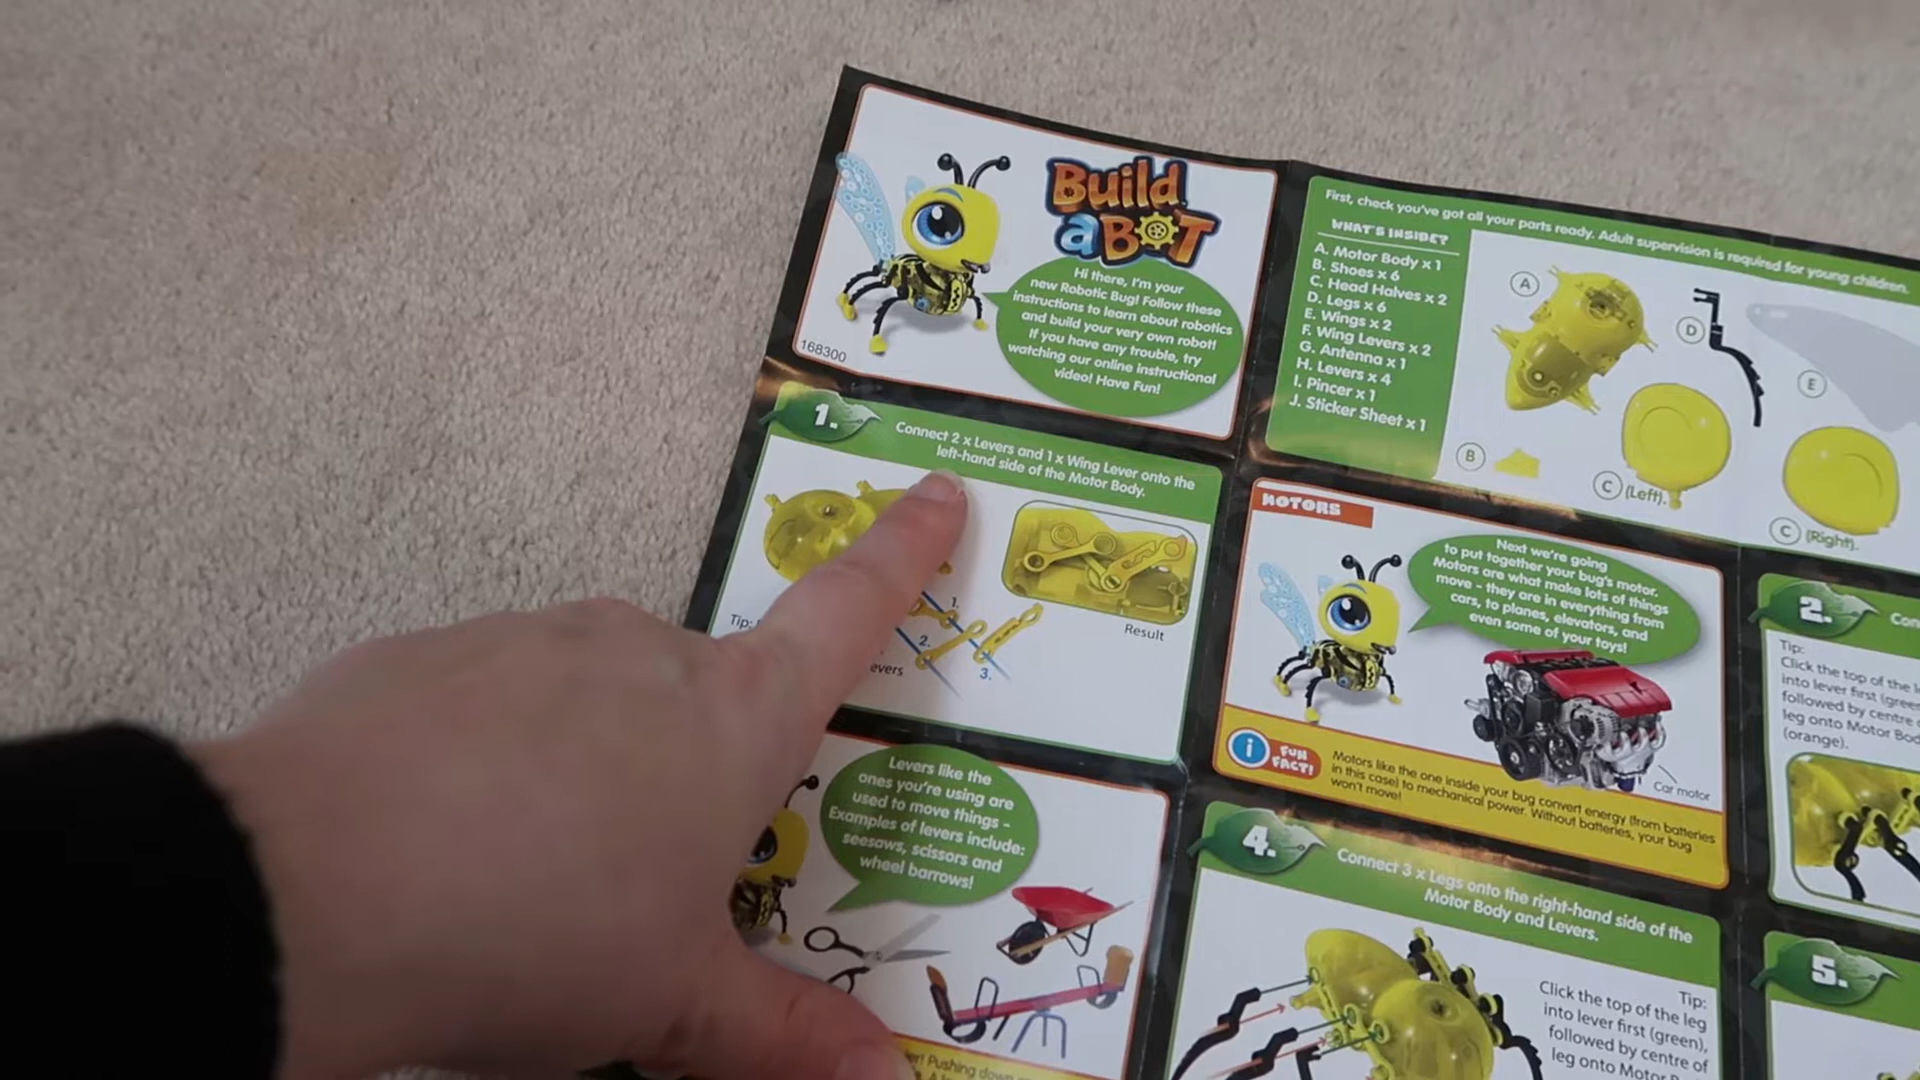 Build
a BOT
Hi there, I'm your
new Robotic Bug! Follow these
instructions to learn about robotics
and build your very own robot!
If you have any trouble, try
watching our online instructional
video! Have Fun!
168300
First, check you've got all your parts ready. Adult supervision is required for young children.
WHAT'S INSIDE?
A. Motor Body x 1
B. Shoes x 6
C. Head Halves x 2
D. Legs x 6
E. Wings x 2
F. Wing Levers x 2
G. Antenna x 1
H. Levers x 4
I. Pincer x 1
J. Sticker Sheet x 1
A
D
E
B
C (Left).
C (Right).
1.
Connect 2 x Levers and 1 x Wing Lever onto the
left-hand side of the Motor Body.
Tip:
evers
1.
2.
3.
Result
MOTORS
Next we're going
to put together your bug's motor.
Motors are what make lots of things
move - they are in everything from
cars, to planes, elevators, and
even some of your toys!
Car motor
i
FUN
FACT!
Motors like the one inside your bug convert energy (from batteries
in this case) to mechanical power. Without batteries, your bug
won't move!
2.
Con
Tip:
Click the top of the
into lever first (green
followed by centre
leg onto Motor Bod
(orange).
Levers like the
ones you're using are
used to move things -
Examples of levers include:
seesaws, scissors and
wheel barrows!
Pushing down
4.
Connect 3 x Legs onto the right-hand side of the
Motor Body and Levers.
Tip:
Click the top of the leg
into lever first (green),
followed by centre of
leg onto Motor
5.